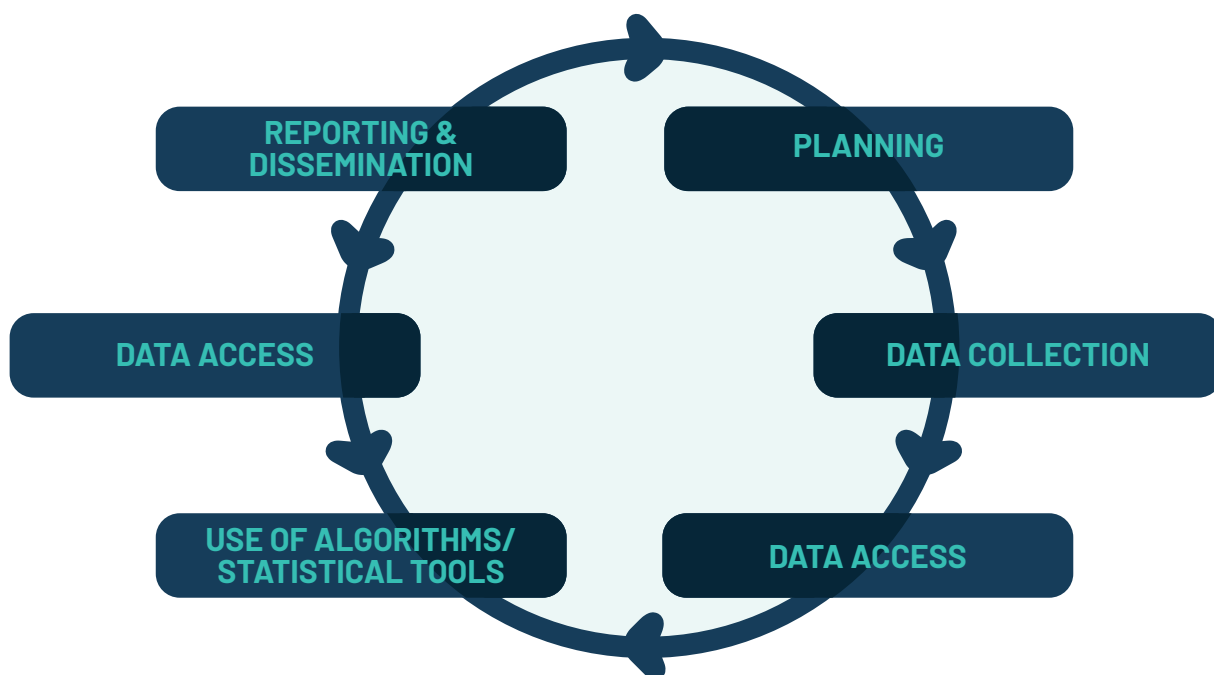 REPORTING &
DISSEMINATION
PLANNING
DATA ACCESS
DATA COLLECTION
USE OF ALGORITHMS/
STATISTICAL TOOLS
DATA ACCESS